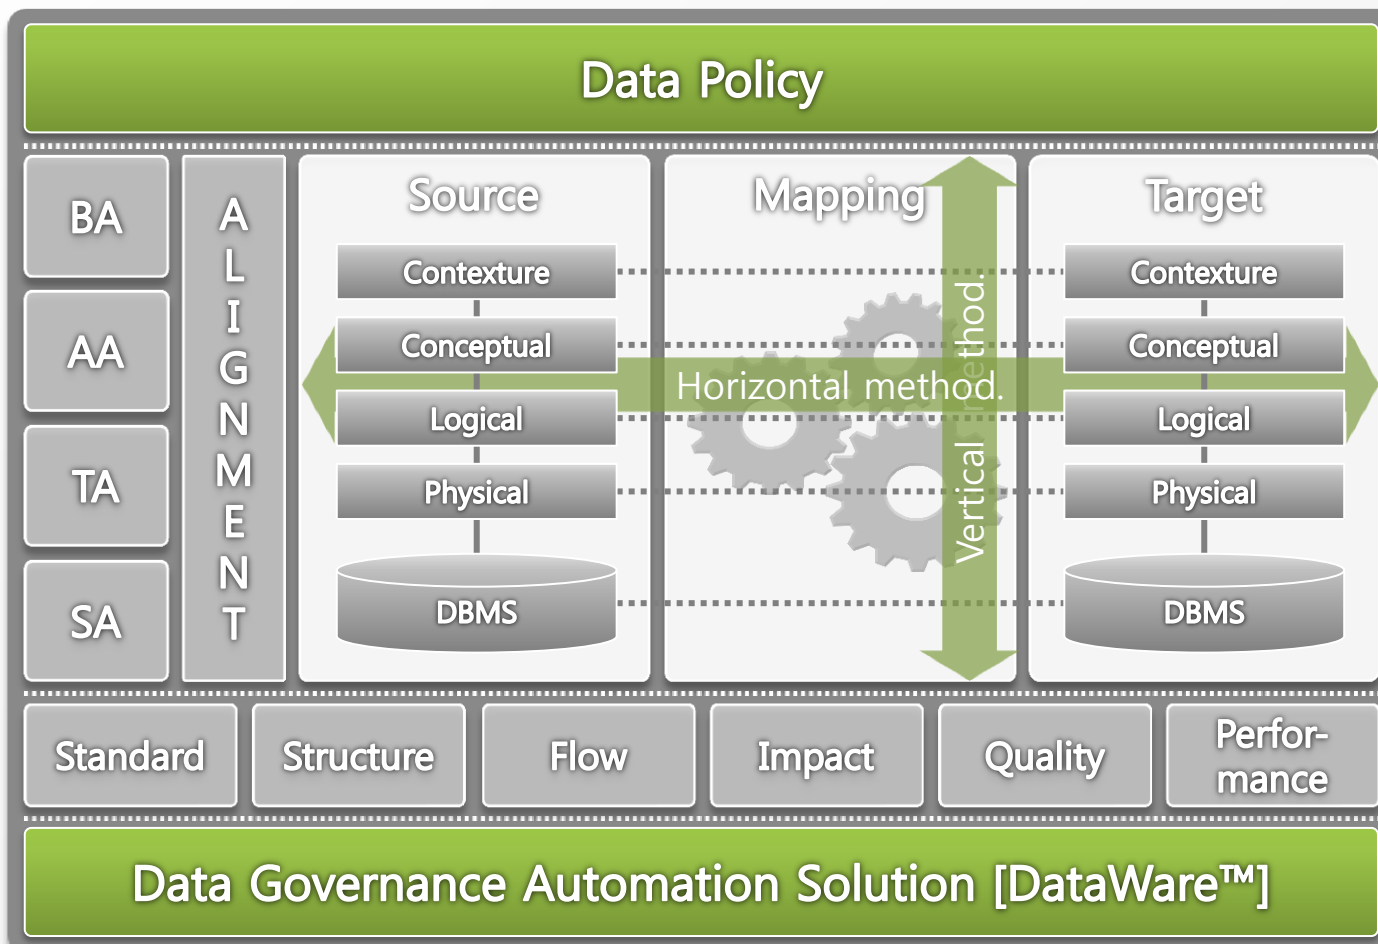 Data Policy
BA
AA
TA
SA
ALIGNMENT
Source
Contexture
Conceptual
Logical
Physical
DBMS
Mapping
Horizontal method.
Vertical method.
Target
Contexture
Conceptual
Logical
Physical
DBMS
Standard
Structure
Flow
Impact
Quality
Perfor-
mance
Data Governance Automation Solution [DataWare™]